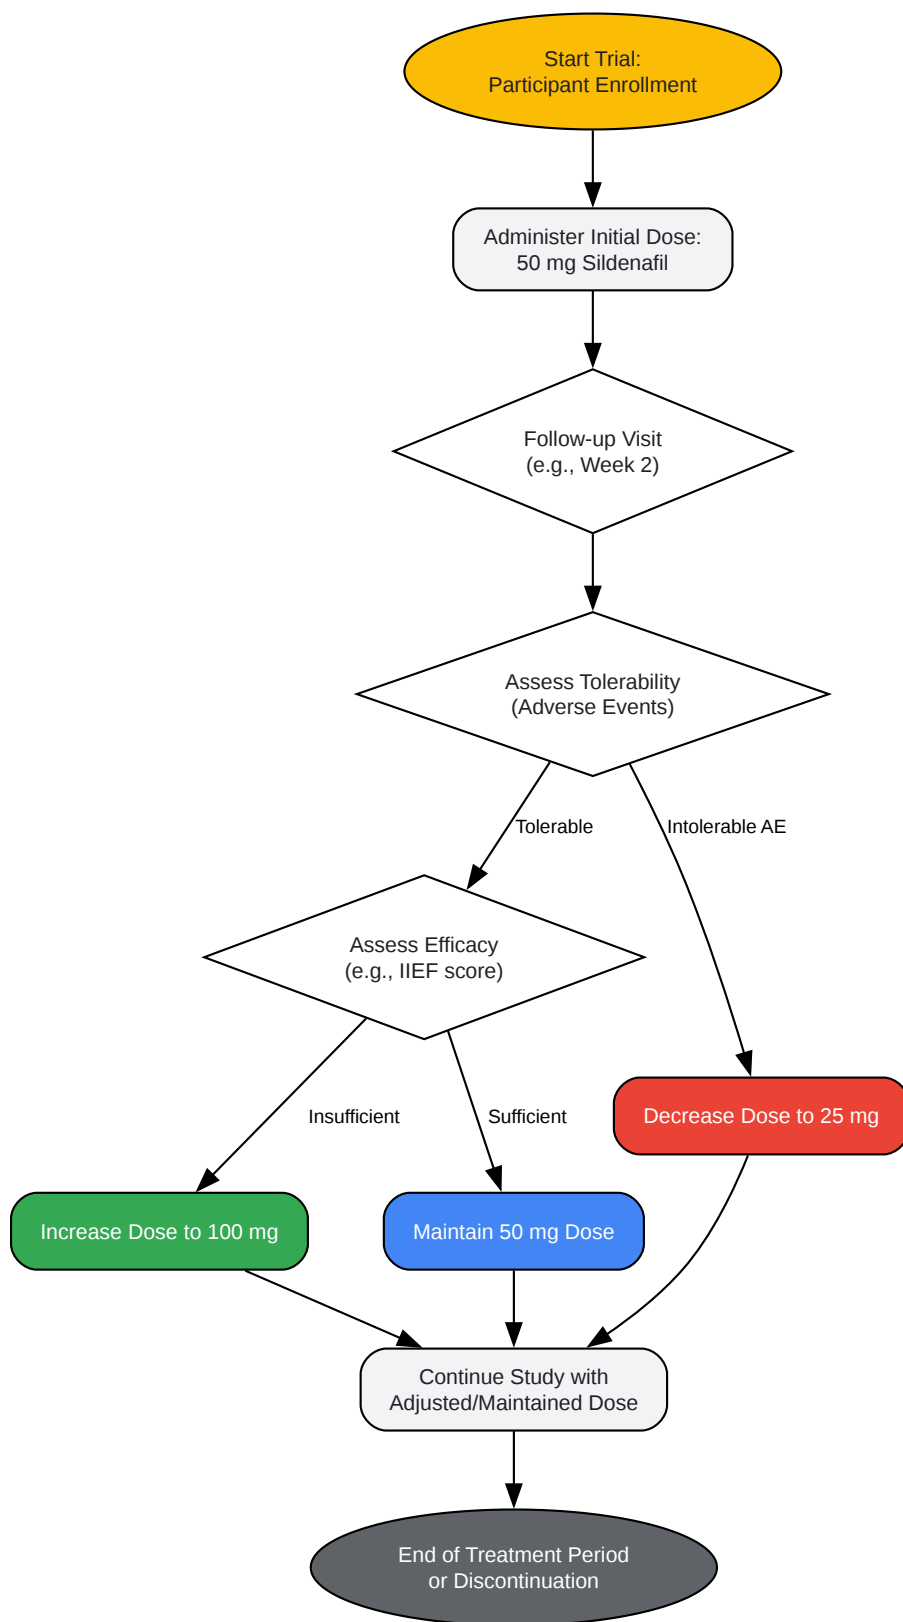 Start Trial:
Participant Enrollment
Administer Initial Dose:
50 mg Sildenafil
Follow-up Visit
(e.g., Week 2)
Assess Tolerability
(Adverse Events)
Tolerable
Intolerable AE
Assess Efficacy
(e.g., IIEF score)
Insufficient
Sufficient
Decrease Dose to 25 mg
Increase Dose to 100 mg
Maintain 50 mg Dose
Continue Study with
Adjusted/Maintained Dose
End of Treatment Period
or Discontinuation